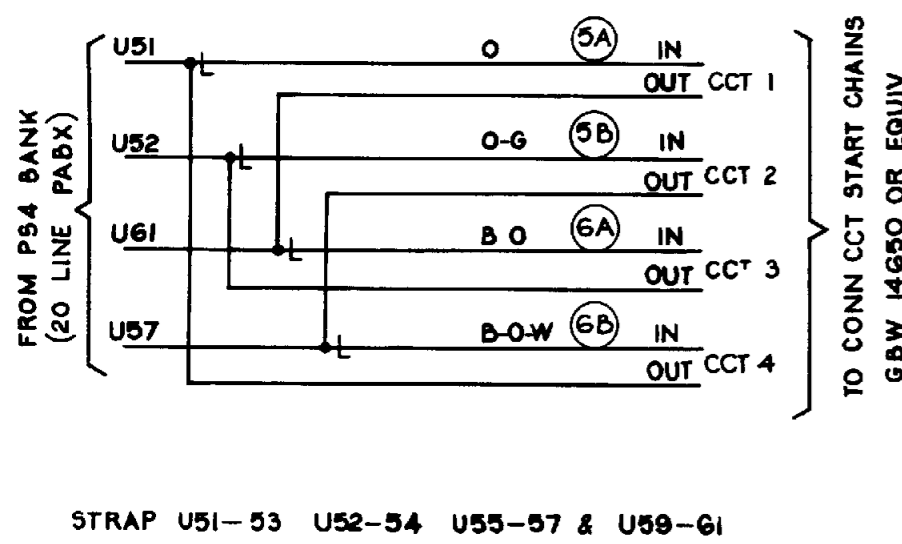 FROM PS4 BANK
(20 LINE PABX)
U51 L O 5A IN
OUT CCT 1
U52 L O-G 5B IN
OUT CCT 2
U61 L B O 6A IN
OUT CCT 3
U57 L B-O-W 6B IN
OUT CCT 4
TO CONN CCT START CHAINS
GBW 14650 OR EQUIV
STRAP U51-53 U52-54 U55-57 & U59-61